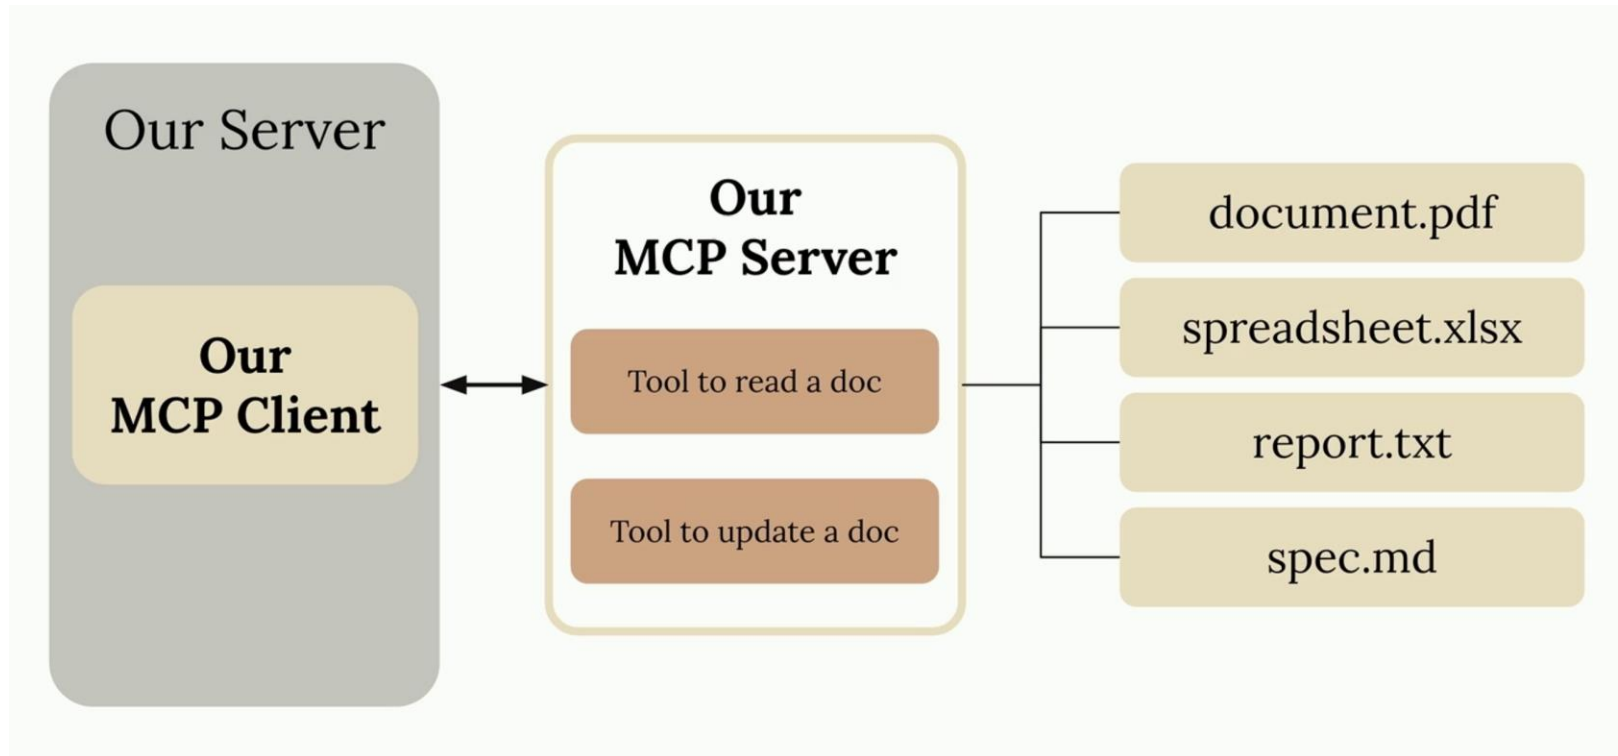 Our Server
Our
MCP Client
Our
MCP Server
Tool to read a doc
Tool to update a doc
document.pdf
spreadsheet.xlsx
report.txt
spec.md